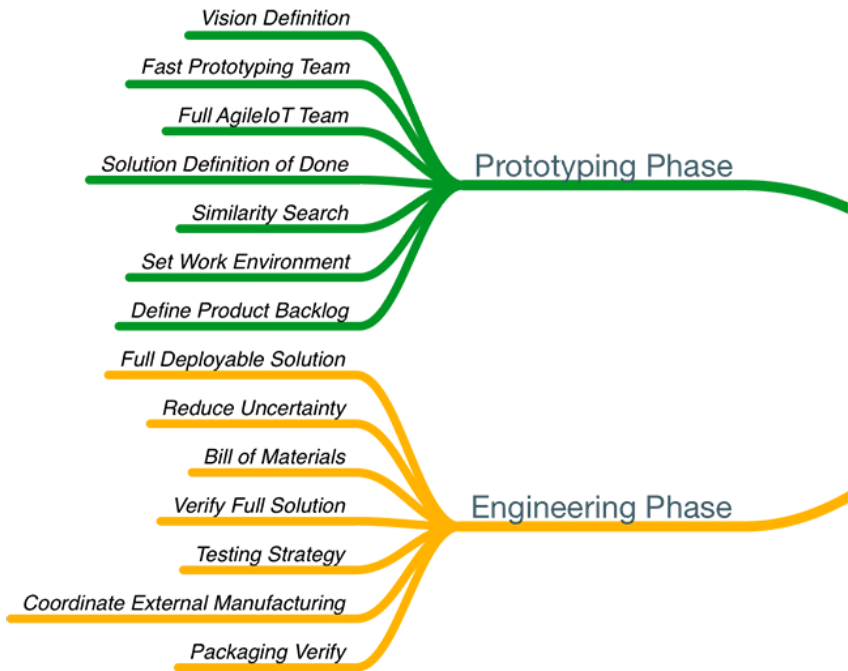 Vision Definition
Fast Prototyping Team
Full AgileIoT Team
Solution Definition of Done
Similarity Search
Set Work Environment
Define Product Backlog
Prototyping Phase
Full Deployable Solution
Reduce Uncertainty
Bill of Materials
Verify Full Solution
Testing Strategy
Coordinate External Manufacturing
Packaging Verify
Engineering Phase